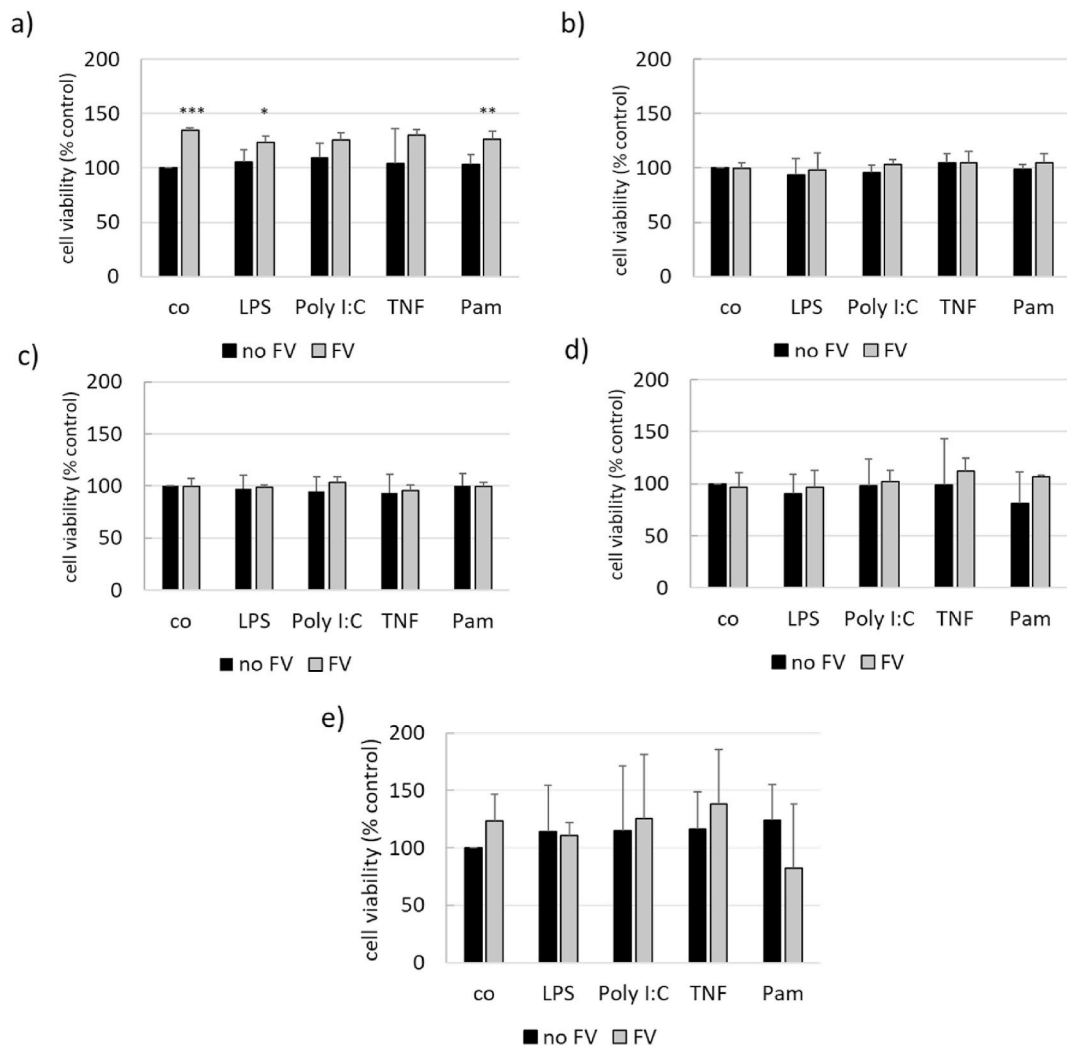 a)
cell viability (% control)
200
150
100
50
0
*** * **
co LPS Poly I:C TNF Pam
no FV FV
b)
cell viability (% control)
200
150
100
50
0
co LPS Poly I:C TNF Pam
no FV FV
c)
cell viability (% control)
200
150
100
50
0
co LPS Poly I:C TNF Pam
no FV FV
d)
cell viability (% control)
200
150
100
50
0
co LPS Poly I:C TNF Pam
no FV FV
e)
cell viability (% control)
200
150
100
50
0
co LPS Poly I:C TNF Pam
no FV FV